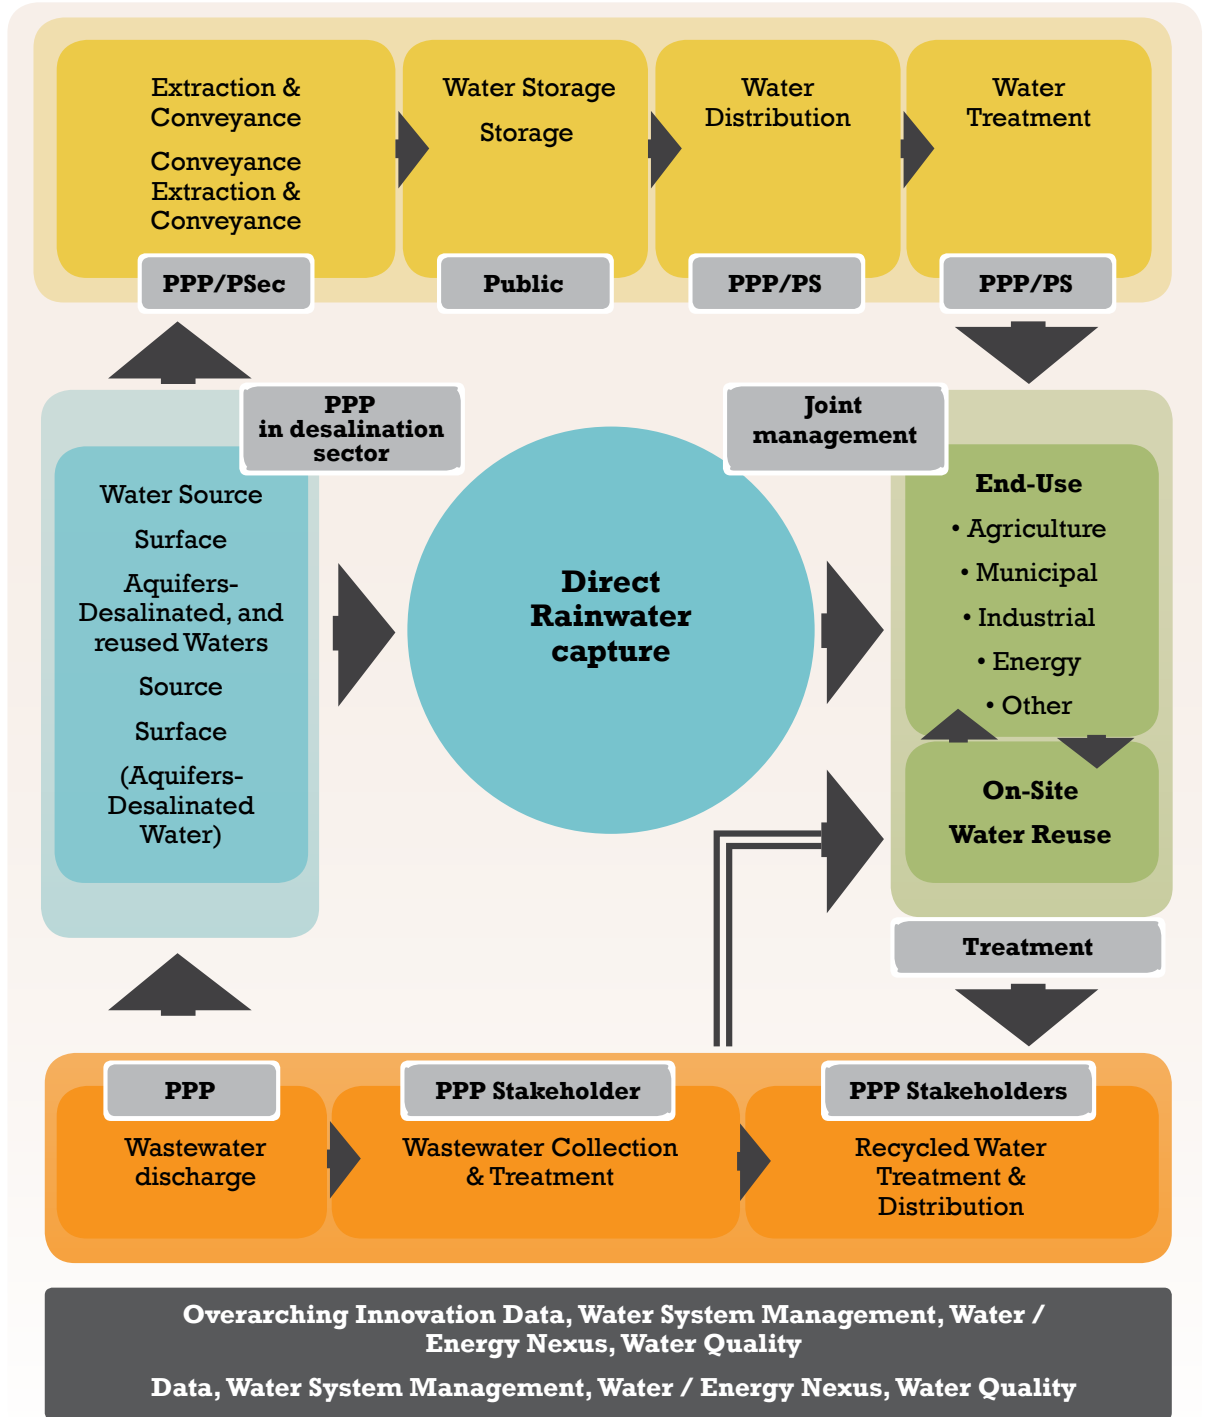 Extraction &
Conveyance
Conveyance
Extraction &
Conveyance
PPP/PSec
Water Storage
Storage
Public
Water
Distribution
PPP/PS
Water
Treatment
PPP/PS
PPP
in desalination
sector
Water Source
Surface
Aquifers-
Desalinated, and
reused Waters
Source
Surface
(Aquifers-
Desalinated
Water)
Direct
Rainwater
capture
Joint
management
End-Use
• Agriculture
• Municipal
• Industrial
• Energy
• Other
On-Site
Water Reuse
Treatment
PPP
Wastewater
discharge
PPP Stakeholder
Wastewater Collection
& Treatment
PPP Stakeholders
Recycled Water
Treatment &
Distribution
Overarching Innovation Data, Water System Management, Water /
Energy Nexus, Water Quality
Data, Water System Management, Water / Energy Nexus, Water Quality